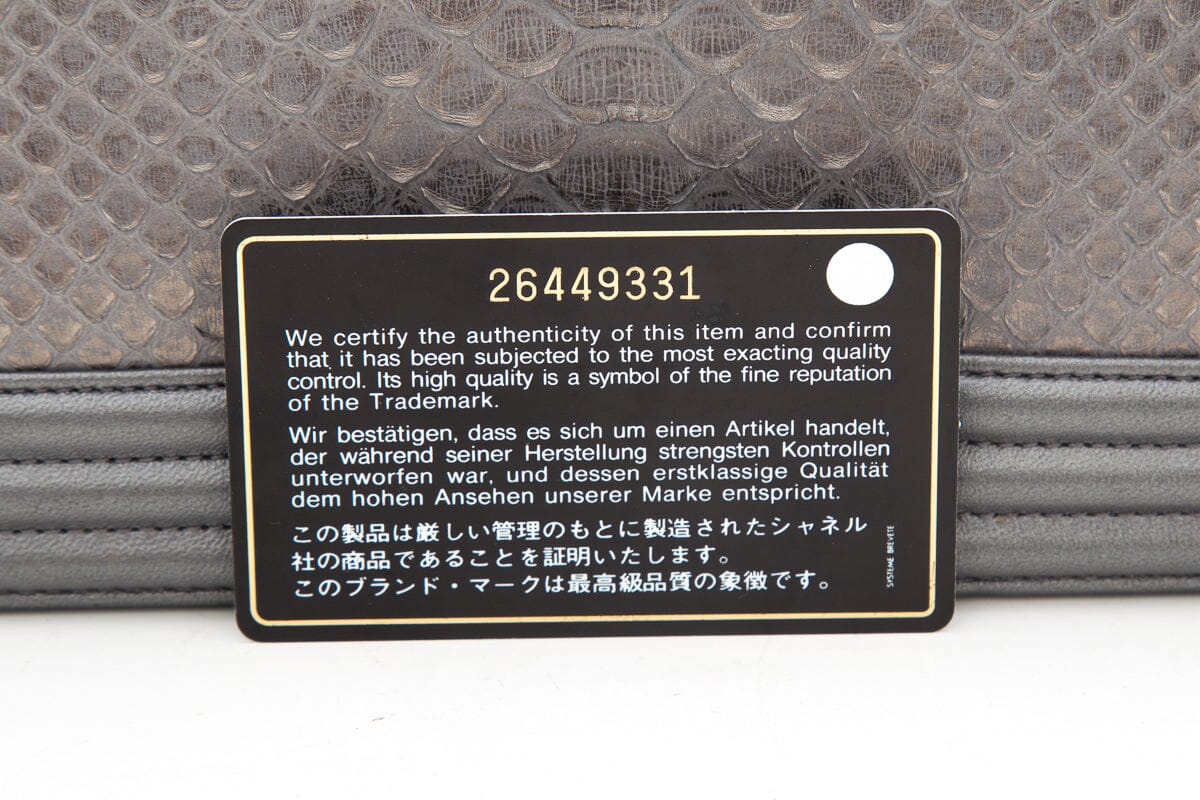 26449331
We certify the authenticity of this item and confirm
that it has been subjected to the most exacting quality
control. Its high quality is a symbol of the fine reputation
of the Trademark.
Wir bestätigen, dass es sich um einen Artikel handelt,
der während seiner Herstellung strengsten Kontrollen
unterworfen war, und dessen erstklassige Qualität
dem hohen Ansehen unserer Marke entspricht.
この製品は厳しい管理のもとに製造されたシャネル
社の商品であることを証明いたします。
このブランド・マークは最高級品質の象徴です。
SYSTEME BREVETE